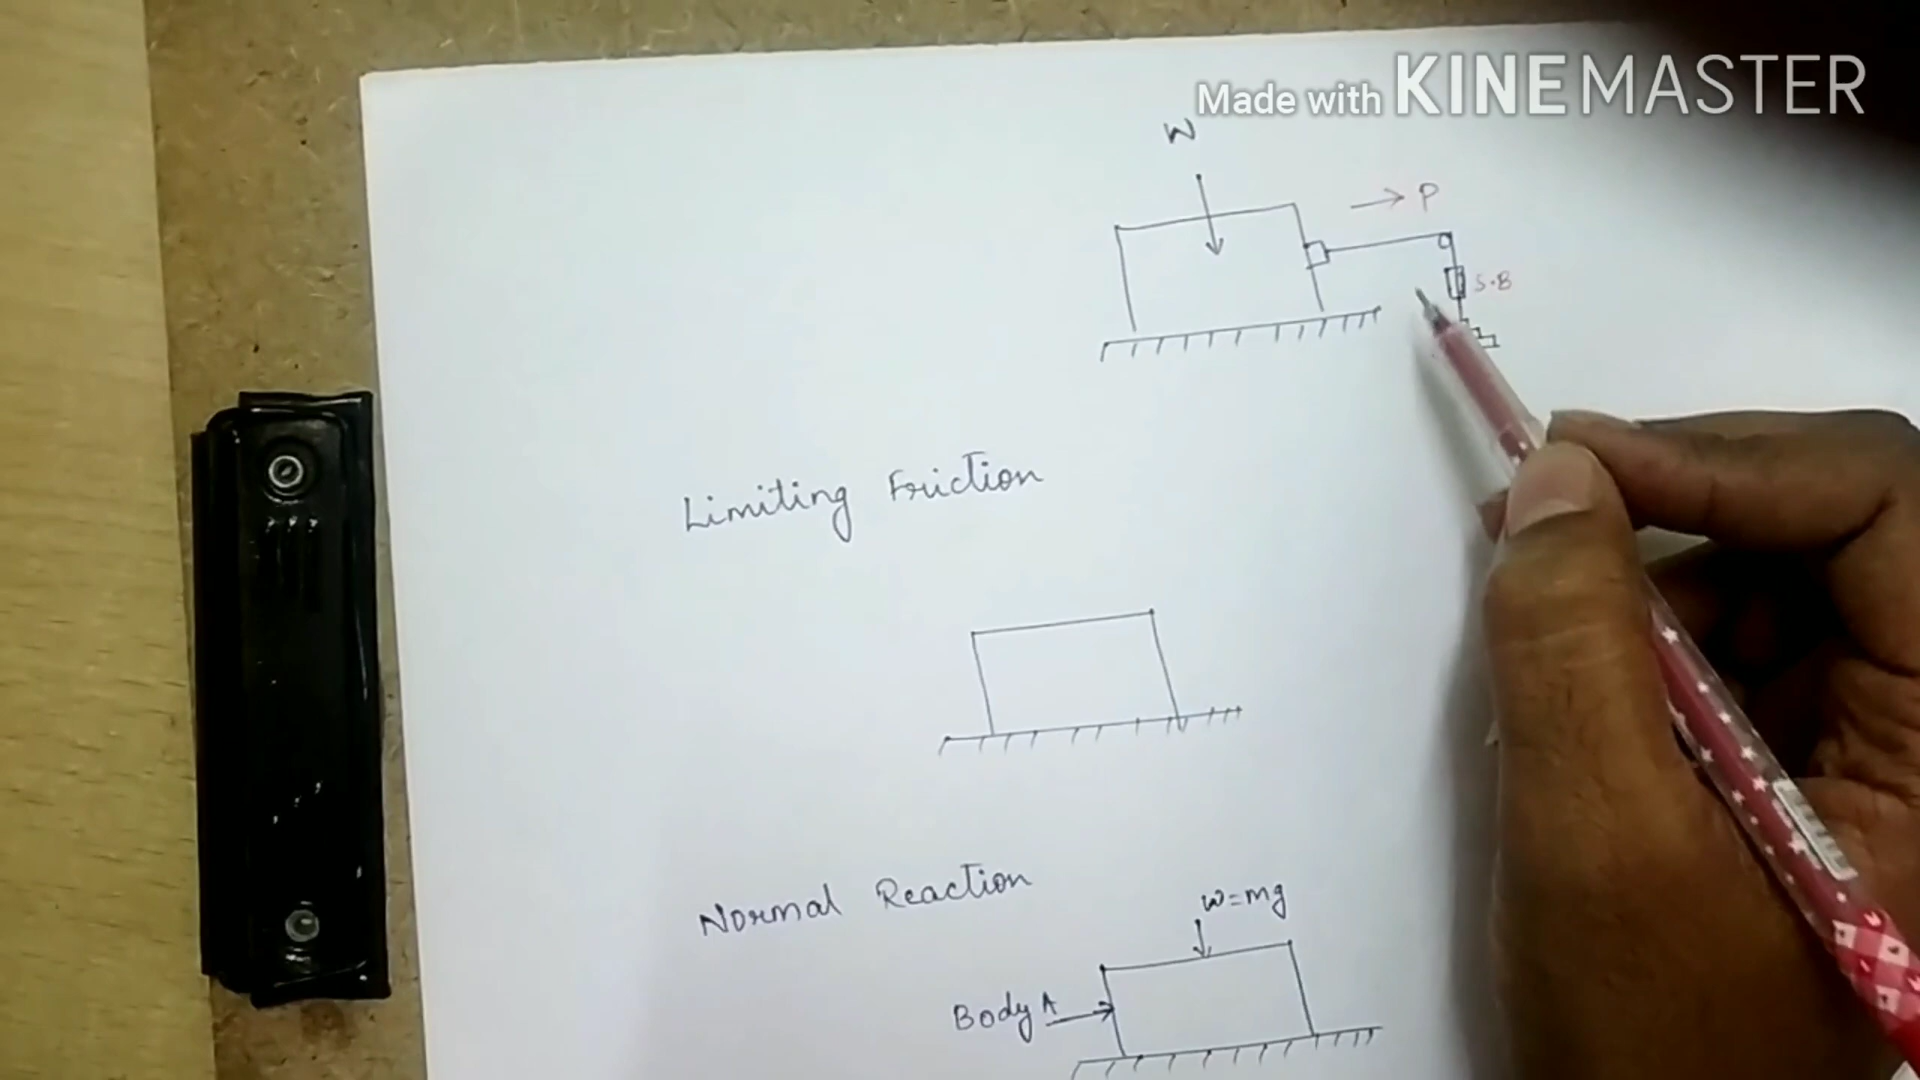 Made with KINEMASTER
W
P
S.B
Limiting Friction
Normal Reaction
W=mg
Body A